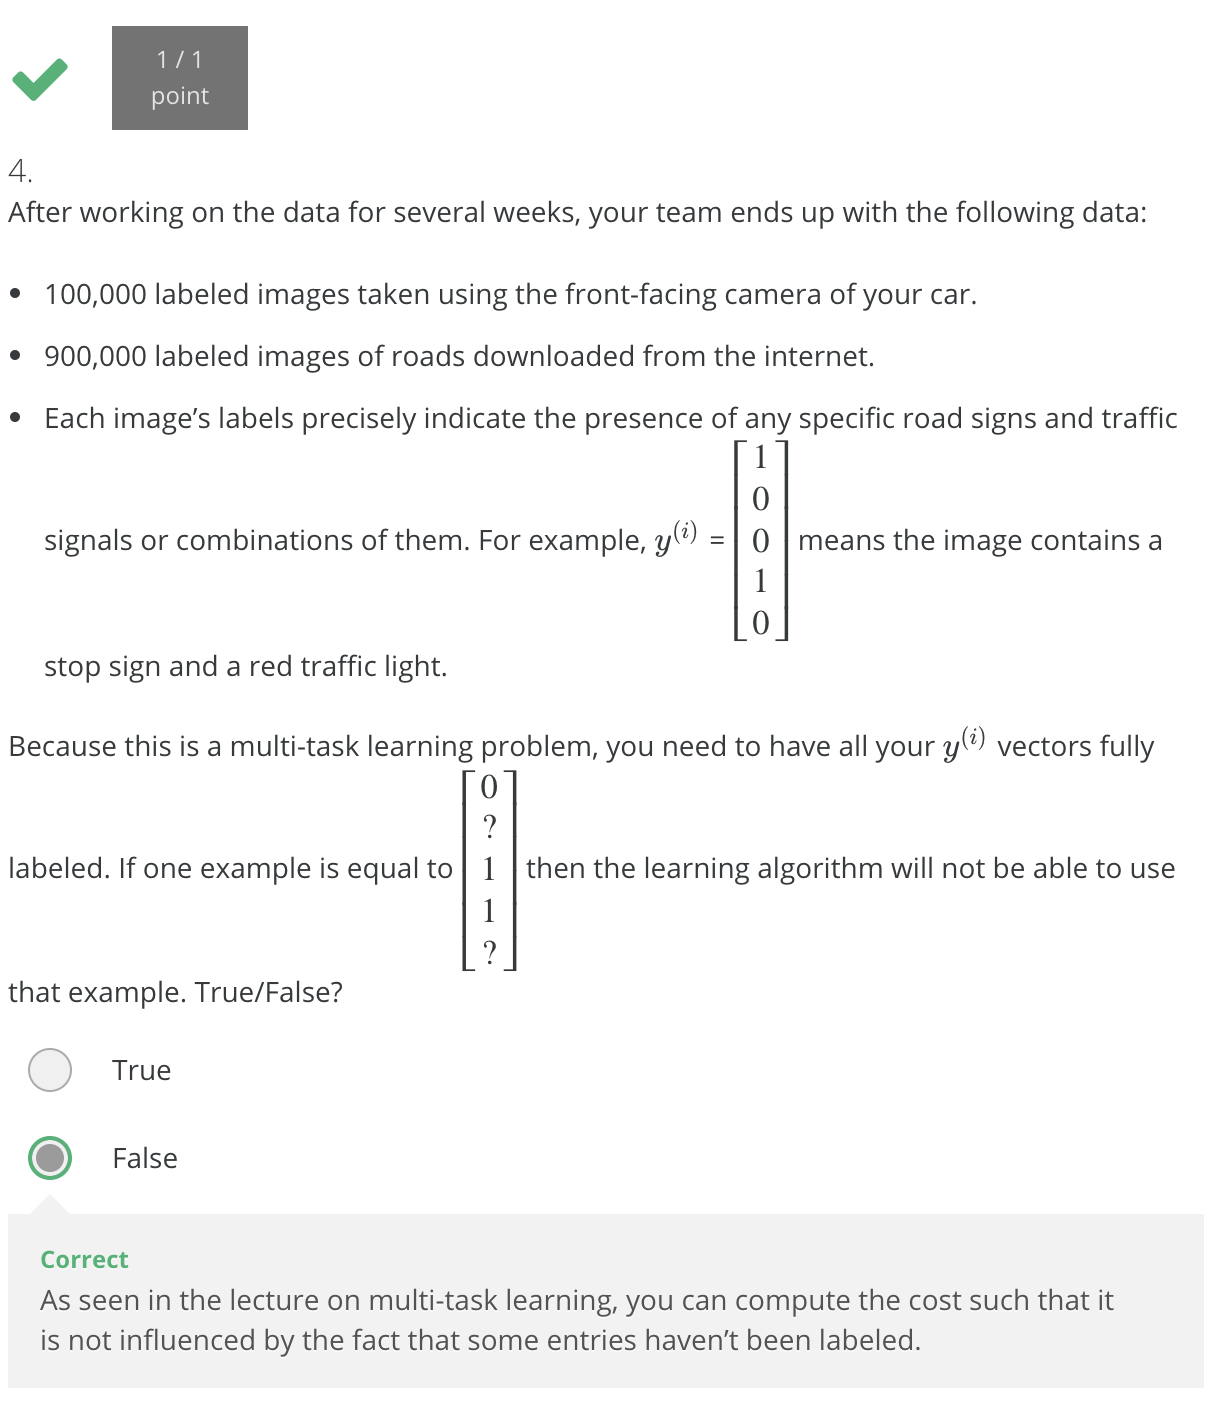 1 / 1
point
4.
After working on the data for several weeks, your team ends up with the following data:
• 100,000 labeled images taken using the front-facing camera of your car.
• 900,000 labeled images of roads downloaded from the internet.
• Each image’s labels precisely indicate the presence of any specific road signs and traffic
signals or combinations of them. For example, y^(i) = [1 0 0 1 0] means the image contains a
stop sign and a red traffic light.
Because this is a multi-task learning problem, you need to have all your y^(i) vectors fully
labeled. If one example is equal to [0 ? 1 1 ?] then the learning algorithm will not be able to use
that example. True/False?
True
False
Correct
As seen in the lecture on multi-task learning, you can compute the cost such that it
is not influenced by the fact that some entries haven’t been labeled.